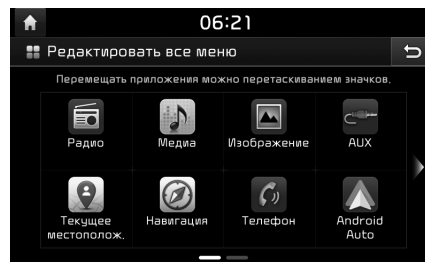 06:21
Редактировать все меню
Перемещать приложения можно перетаскиванием значков.
Радио
Медиа
Изображение
AUX
Текущее
местополож.
Навигация
Телефон
Android
Auto